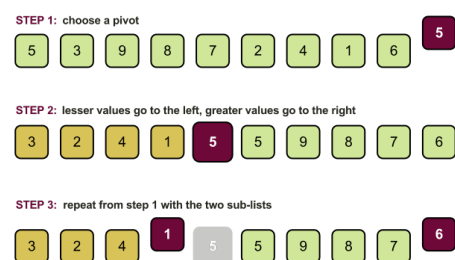 STEP 1: choose a pivot
5 3 9 8 7 2 4 1 6 5
STEP 2: lesser values go to the left, greater values go to the right
3 2 4 1 5 5 9 8 7 6
STEP 3: repeat from step 1 with the two sub-lists
3 2 4 1 5 5 9 8 7 6